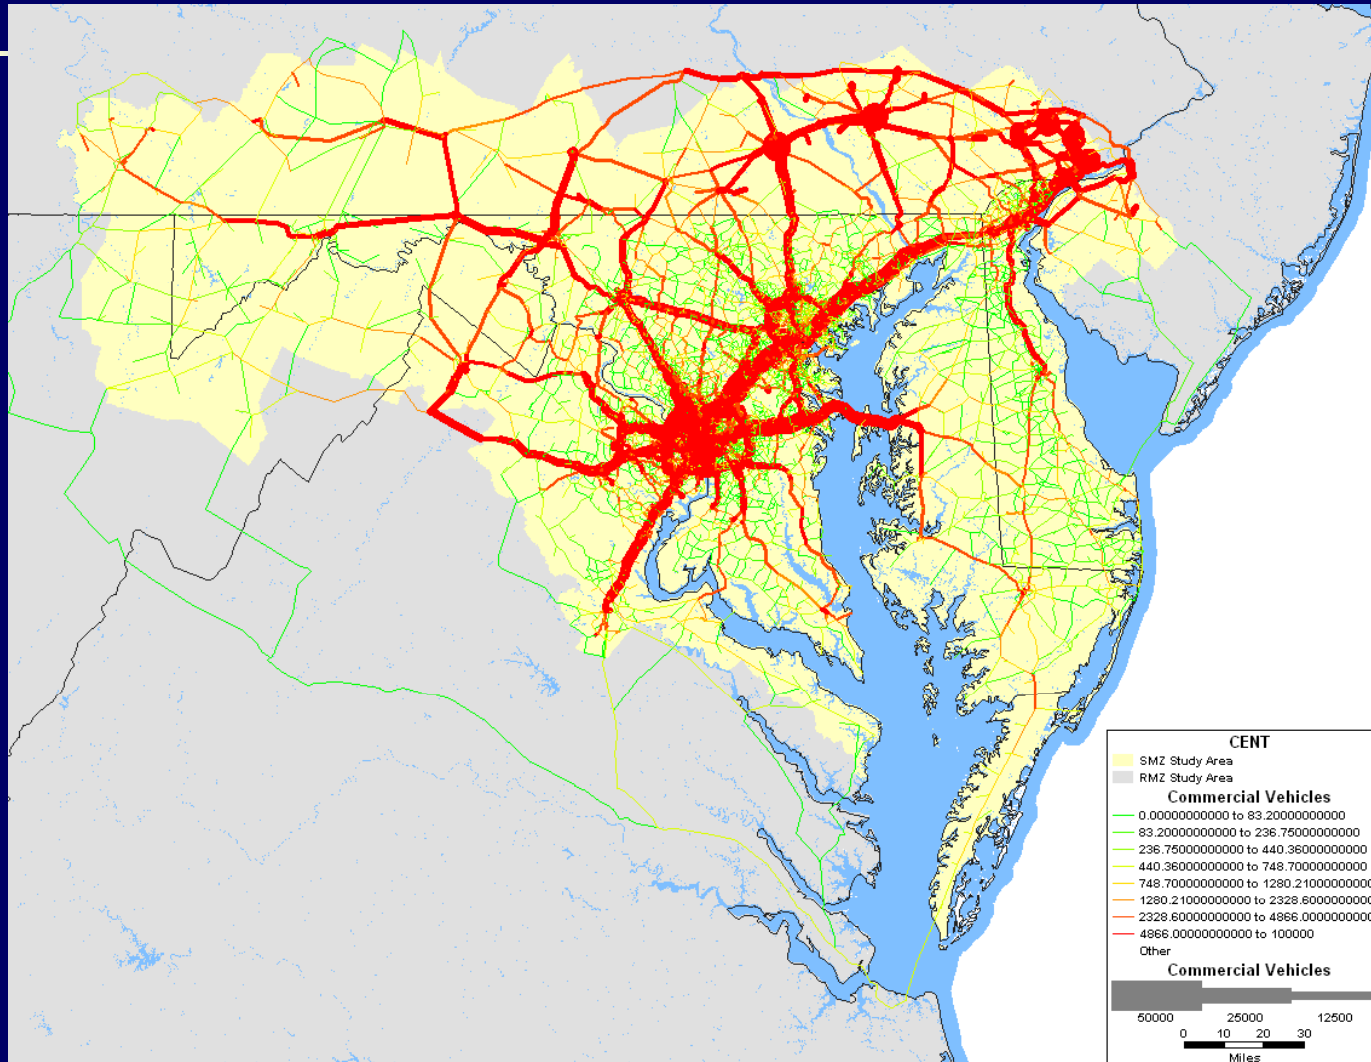 CENT
SMZ Study Area
RMZ Study Area
Commercial Vehicles
0.00000000000 to 83.20000000000
83.20000000000 to 236.75000000000
236.75000000000 to 440.36000000000
440.36000000000 to 748.70000000000
748.70000000000 to 1280.21000000000
1280.21000000000 to 2328.60000000000
2328.60000000000 to 4866.00000000000
4866.00000000000 to 100000
Other
Commercial Vehicles
50000 25000 12500
0 10 20 30
Miles